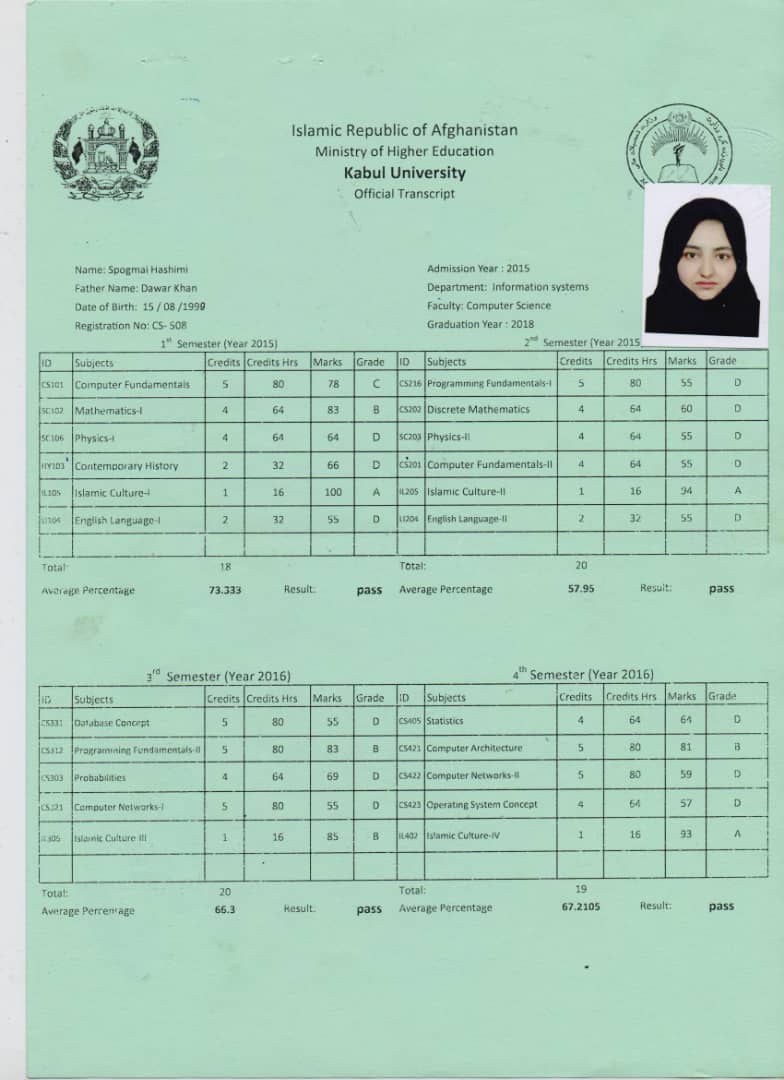 Islamic Republic of Afghanistan
Ministry of Higher Education
Kabul University
Official Transcript
Name: Spogmai Hashimi
Father Name: Dawar Khan
Date of Birth: 15 / 08 /1999
Registration No: CS- S08
Admission Year : 2015
Department: Information systems
Faculty: Computer Science
Graduation Year : 2018
1st Semester (Year 2015)
ID Subjects Credits Credits Hrs Marks Grade
CS101 Computer Fundamentals 5 80 78 C
SC102 Mathematics-I 4 64 83 B
SC106 Physics-I 4 64 64 D
HY103 Contemporary History 2 32 66 D
IL105 Islamic Culture-I 1 16 100 A
LI104 English Language-I 2 32 55 D
Total: 18
Average Percentage 73.333 Result: pass
2nd Semester (Year 2015
ID Subjects Credits Credits Hrs Marks Grade
CS216 Programming Fundamentals-I 5 80 55 D
CS202 Discrete Mathematics 4 64 60 D
SC203 Physics-II 4 64 55 D
CS201 Computer Fundamentals-II 4 64 55 D
IL205 Islamic Culture-II 1 16 94 A
LI204 English Language-II 2 32 55 D
Total: 20
Average Percentage 57.95 Result: pass
3rd Semester (Year 2016)
ID Subjects Credits Credits Hrs Marks Grade
CS331 Database Concept 5 80 55 D
CS312 Programming Fundamentals-II 5 80 83 B
CS303 Probabilities 4 64 69 D
CS321 Computer Networks-I 5 80 55 D
IL305 Islamic Culture-III 1 16 85 B
Total: 20
Average Percentage 66.3 Result: pass
4th Semester (Year 2016)
ID Subjects Credits Credits Hrs Marks Grade
CS405 Statistics 4 64 64 D
CS421 Computer Architecture 5 80 81 B
CS422 Computer Networks-II 5 80 59 D
CS423 Operating System Concept 4 64 57 D
IL402 Islamic Culture-IV 1 16 93 A
Total: 19
Average Percentage 67.2105 Result: pass